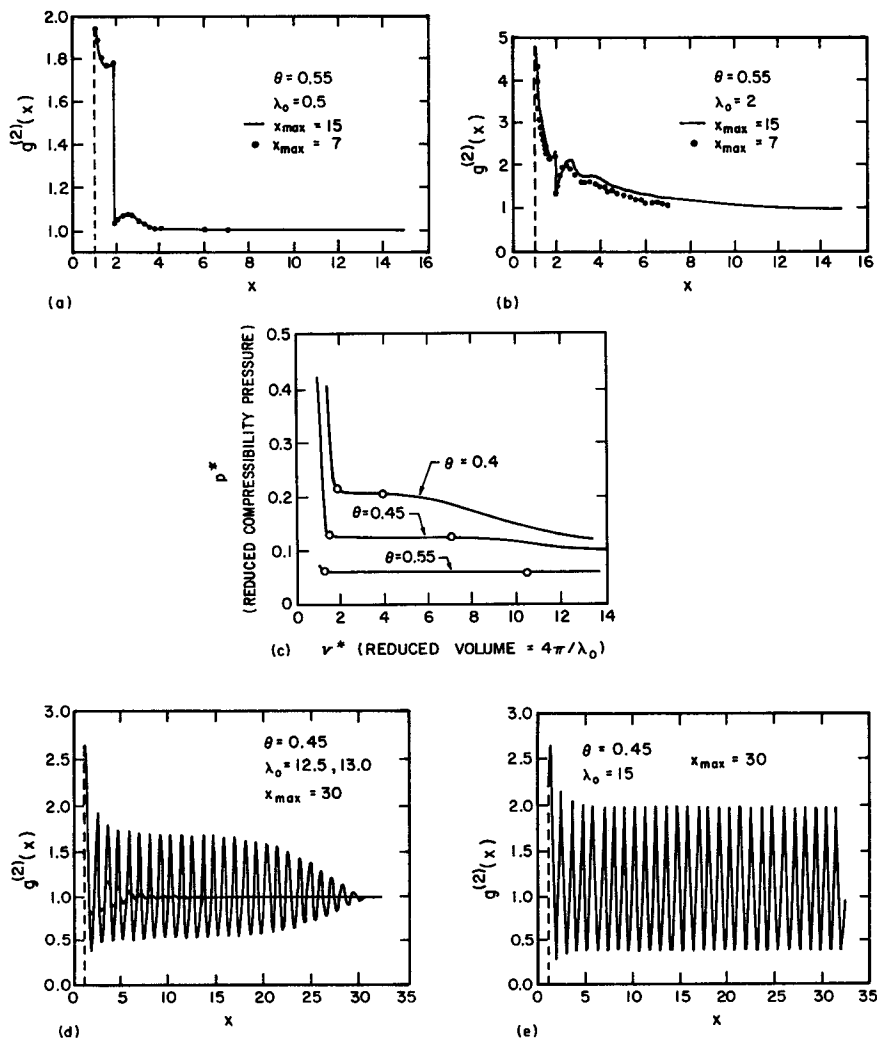 g(2)(x)
2.0
1.8
1.6
1.4
1.2
1.0
θ = 0.55
λo = 0.5
— xmax = 15
• xmax = 7
0 2 4 6 8 10 12 14 16
x
(a)
g(2)(x)
5
4
3
2
1
0
θ = 0.55
λo = 2
— xmax = 15
• xmax = 7
0 2 4 6 8 10 12 14 16
x
(b)
p*
(REDUCED COMPRESSIBILITY PRESSURE)
0.5
0.4
0.3
0.2
0.1
0
θ = 0.4
θ = 0.45
θ = 0.55
0 2 4 6 8 10 12 14
(c) v* (REDUCED VOLUME = 4π/λo)
g(2)(x)
3.0
2.5
2.0
1.5
1.0
0.5
0.0
θ = 0.45
λo = 12.5, 13.0
xmax = 30
0 5 10 15 20 25 30 35
x
(d)
g(2)(x)
3.0
2.5
2.0
1.5
1.0
0.5
0.0
θ = 0.45
λo = 15 xmax = 30
0 5 10 15 20 25 30 35
x
(e)